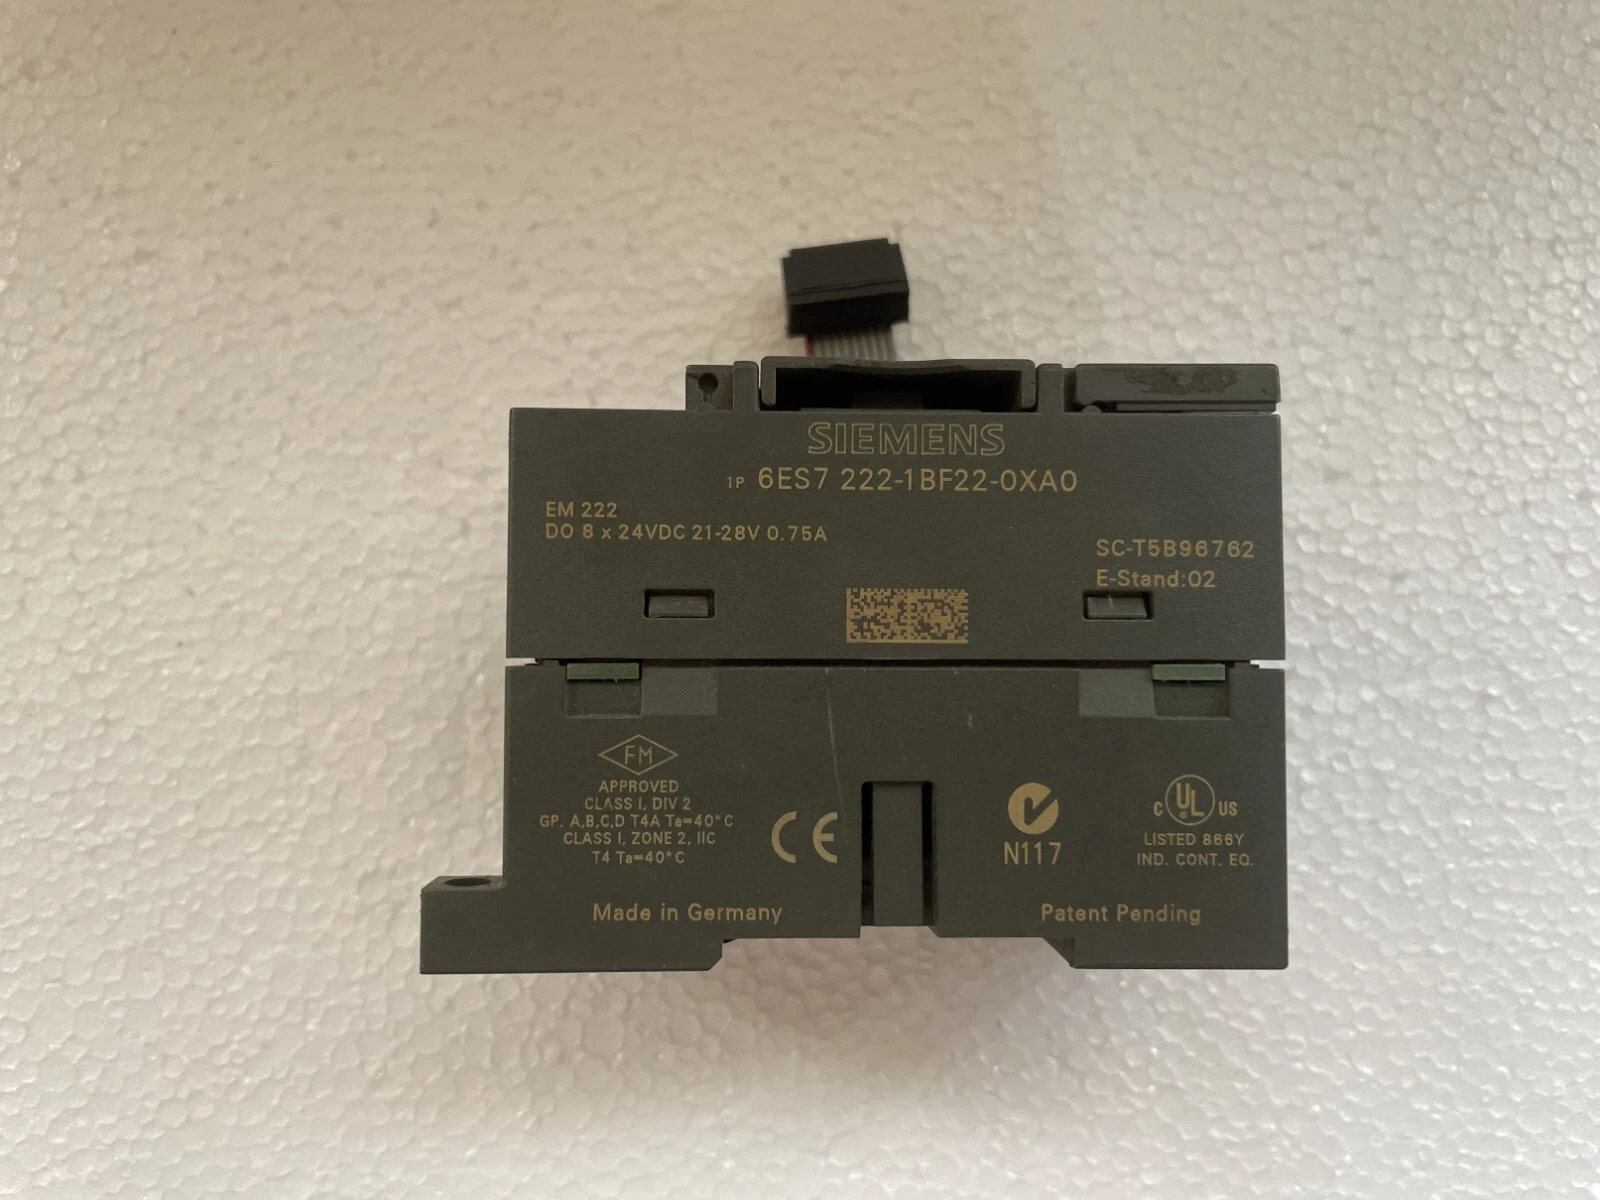 SIEMENS
1P 6ES7 222-1BF22-0XA0
EM 222
DO 8 x 24VDC 21-28V 0.75A
SC-T5B96762
E-Stand:02
FM
APPROVED
CLASS I, DIV 2
GP. A,B,C,D T4A Ta=40°C
CLASS I, ZONE 2, IIC
T4 Ta=40°C
CE
N117
C UL US
LISTED 866Y
IND. CONT. EQ.
Made in Germany
Patent Pending